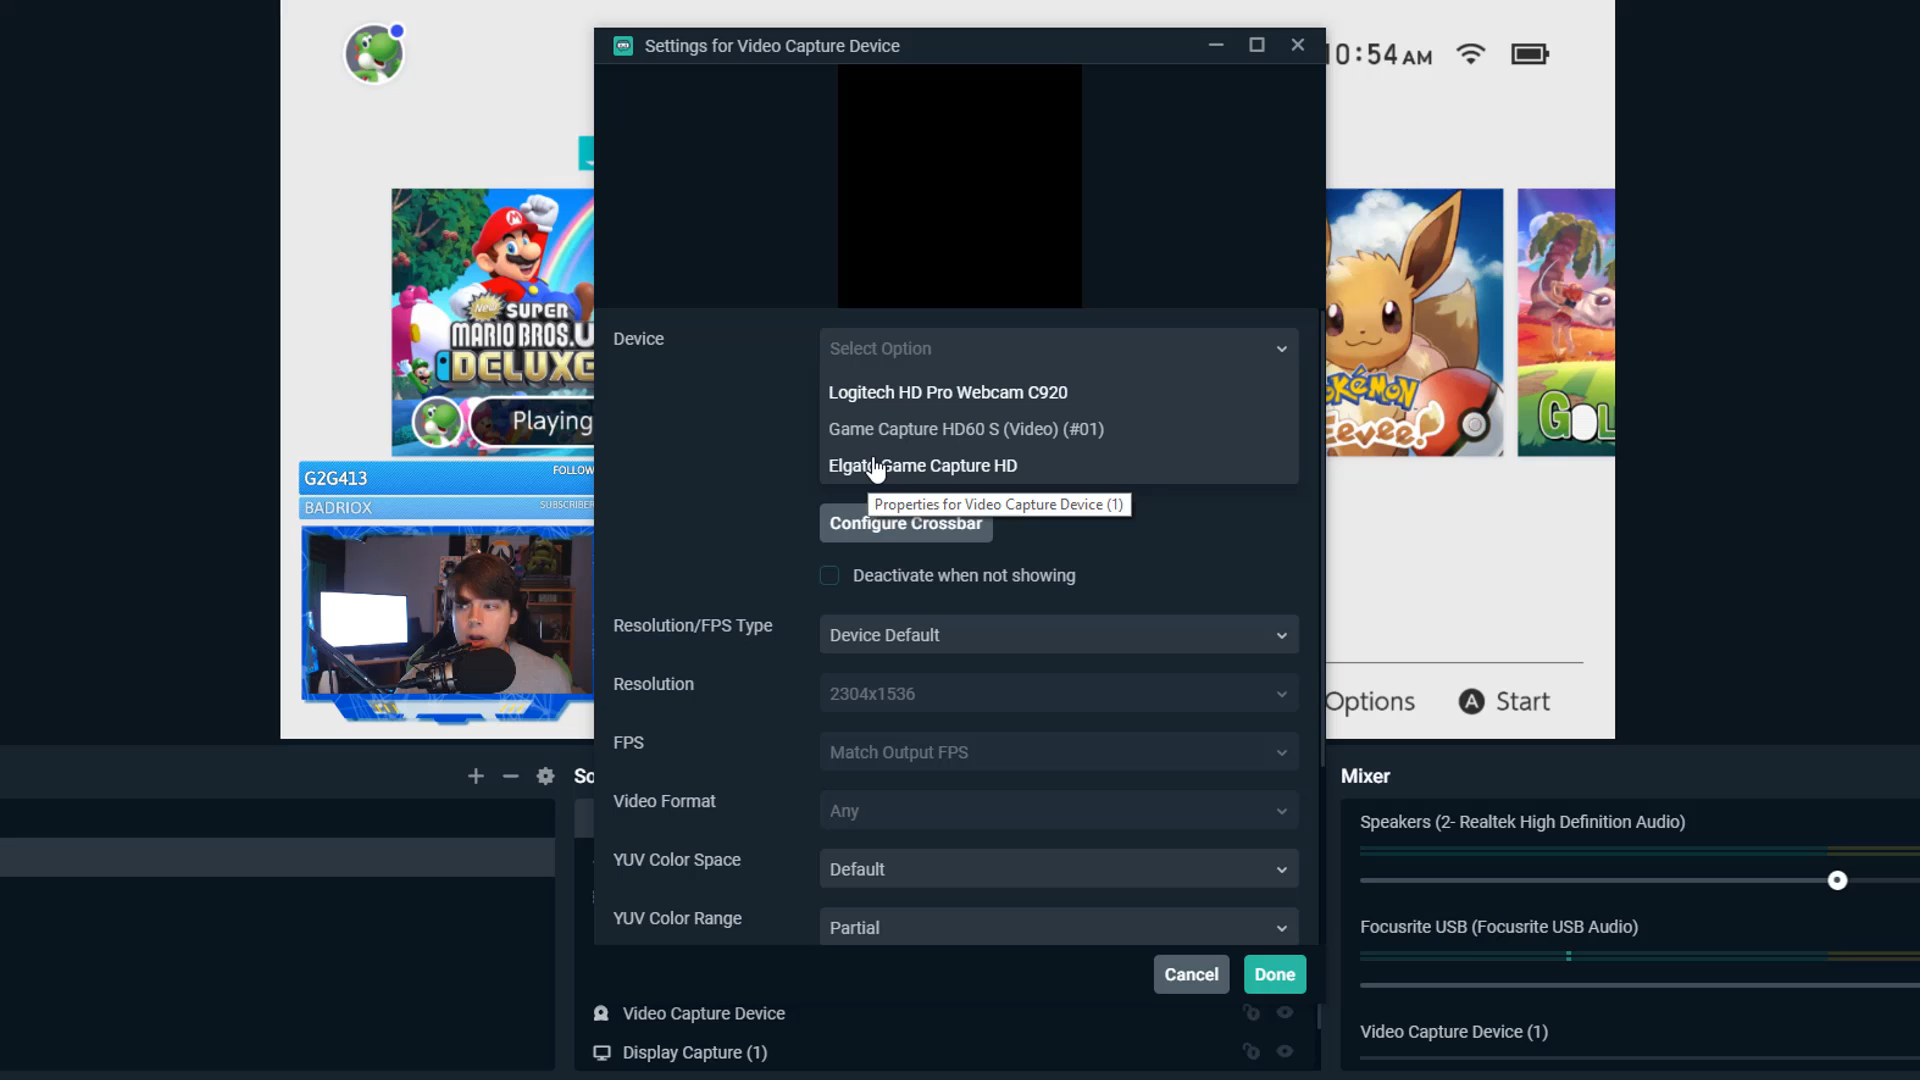 Settings for Video Capture Device
0:54 AM
New
SUPER
MARIO BROS. U
DELUXE
Playing
G2G413
FOLLOW
BADRIOX
SUBSCRIBER
Device
Select Option
Logitech HD Pro Webcam C920
Game Capture HD60 S (Video) (#01)
Elgato Game Capture HD
Properties for Video Capture Device (1)
Configure Crossbar
Deactivate when not showing
Resolution/FPS Type
Device Default
Resolution
2304x1536
FPS
Match Output FPS
Video Format
Any
YUV Color Space
Default
YUV Color Range
Partial
Cancel
Done
OKÉMON
Eevee!
GOL
Options
A
Start
So
Video Capture Device
Display Capture (1)
Mixer
Speakers (2- Realtek High Definition Audio)
Focusrite USB (Focusrite USB Audio)
Video Capture Device (1)